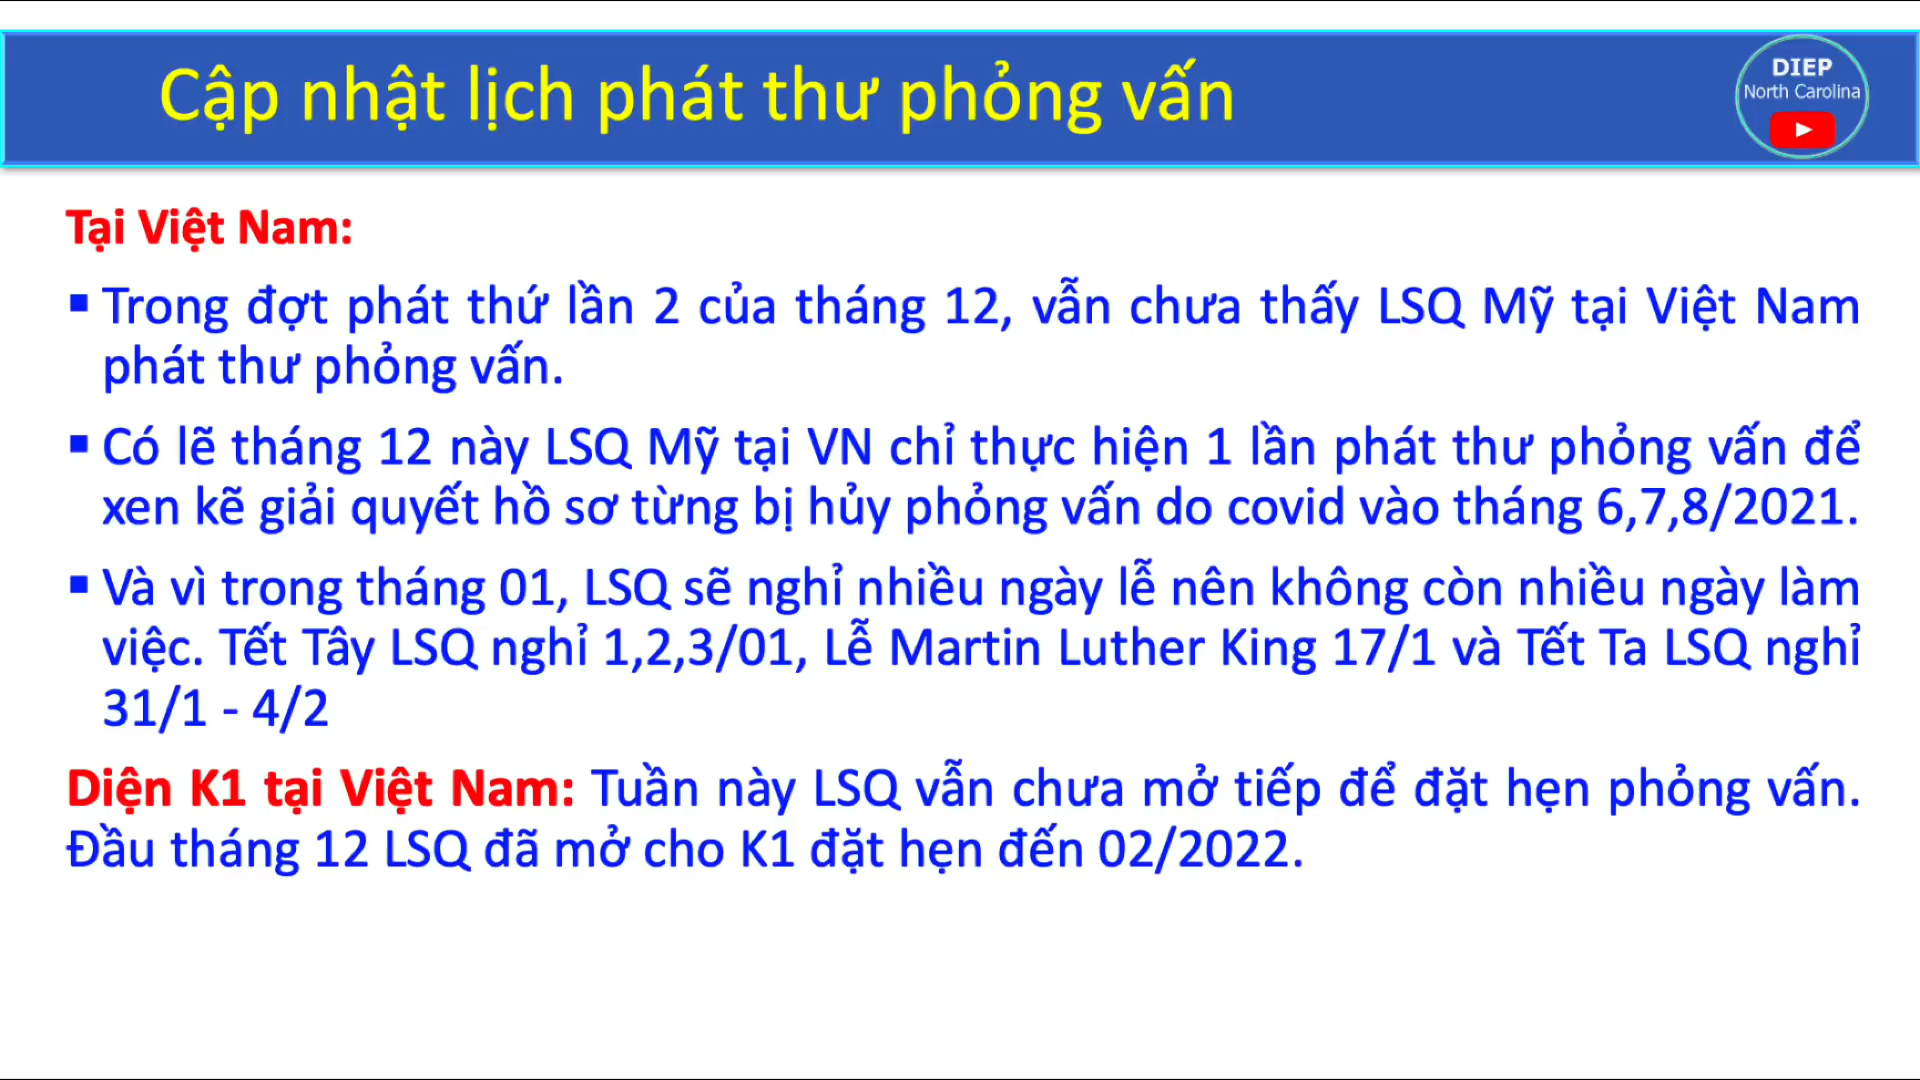 Cập nhật lịch phát thư phỏng vấn
DIEP
North Carolina
Tại Việt Nam:
▪ Trong đợt phát thứ lần 2 của tháng 12, vẫn chưa thấy LSQ Mỹ tại Việt Nam
phát thư phỏng vấn.
▪ Có lẽ tháng 12 này LSQ Mỹ tại VN chỉ thực hiện 1 lần phát thư phỏng vấn để
xen kẽ giải quyết hồ sơ từng bị hủy phỏng vấn do covid vào tháng 6,7,8/2021.
▪ Và vì trong tháng 01, LSQ sẽ nghỉ nhiều ngày lễ nên không còn nhiều ngày làm
việc. Tết Tây LSQ nghỉ 1,2,3/01, Lễ Martin Luther King 17/1 và Tết Ta LSQ nghỉ
31/1 - 4/2
Diện K1 tại Việt Nam: Tuần này LSQ vẫn chưa mở tiếp để đặt hẹn phỏng vấn.
Đầu tháng 12 LSQ đã mở cho K1 đặt hẹn đến 02/2022.